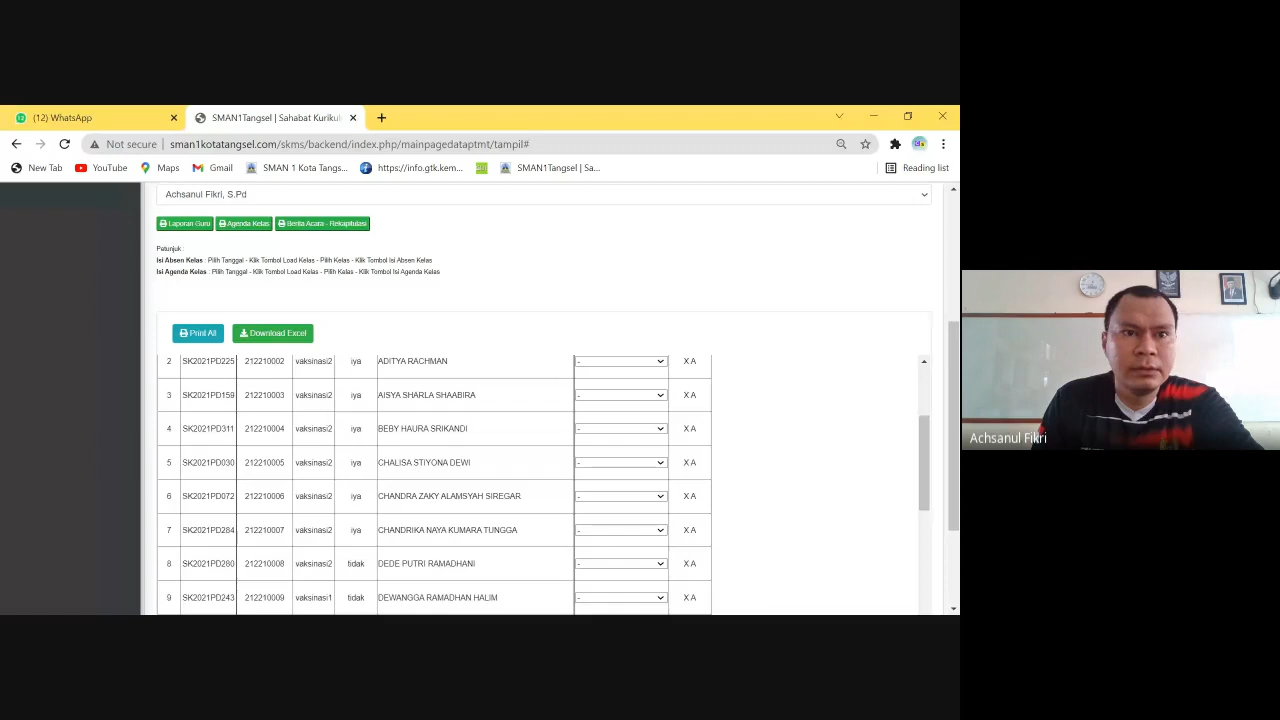 (12) WhatsApp
SMAN1Tangsel | Sahabat Kurikul
Not secure | sman1kotatangsel.com/skms/backend/index.php/mainpagedataptmt/tampil#
New Tab YouTube Maps Gmail SMAN 1 Kota Tangs... https://info.gtk.kem... SMAN1Tangsel | Sa... Reading list
Achsanul Fikri, S.Pd
Laporan Guru Agenda Kelas Berita Acara - Rekapitulasi
Petunjuk :
Isi Absen Kelas : Pilih Tanggal - Klik Tombol Load Kelas - Pilih Kelas - Klik Tombol Isi Absen Kelas
Isi Agenda Kelas : Pilih Tanggal - Klik Tombol Load Kelas - Pilih Kelas - Klik Tombol Isi Agenda Kelas
Print All Download Excel
2 SK2021PD225 212210002 vaksinasi2 iya ADITYA RACHMAN - X A
3 SK2021PD159 212210003 vaksinasi2 iya AISYA SHARLA SHAABIRA - X A
4 SK2021PD311 212210004 vaksinasi2 iya BEBY HAURA SRIKANDI - X A
5 SK2021PD030 212210005 vaksinasi2 iya CHALISA STIYONA DEWI - X A
6 SK2021PD072 212210006 vaksinasi2 iya CHANDRA ZAKY ALAMSYAH SIREGAR - X A
7 SK2021PD284 212210007 vaksinasi2 iya CHANDRIKA NAYA KUMARA TUNGGA - X A
8 SK2021PD280 212210008 vaksinasi2 tidak DEDE PUTRI RAMADHANI - X A
9 SK2021PD243 212210009 vaksinasi1 tidak DEWANGGA RAMADHAN HALIM - X A
Achsanul Fikri